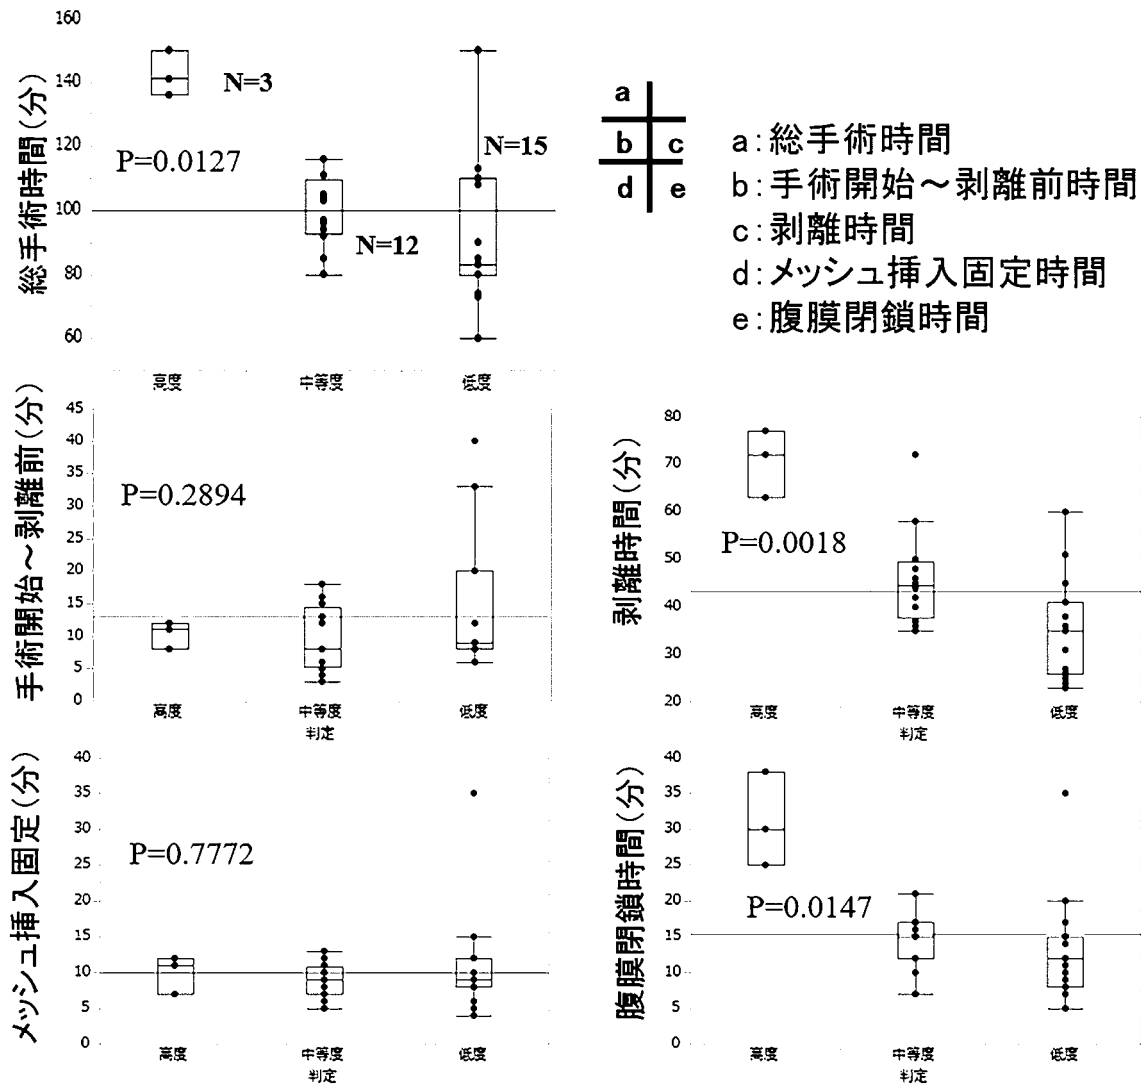 総手術時間(分)
160
140
120
100
80
60
P=0.0127
N=3
N=12
N=15
高度
中等度
低度
a
b
c
d
e
a:総手術時間
b:手術開始～剥離前時間
c:剥離時間
d:メッシュ挿入固定時間
e:腹膜閉鎖時間
手術開始～剥離前(分)
45
40
35
30
25
20
15
10
5
0
P=0.2894
高度
中等度
低度
判定
剥離時間(分)
80
70
60
50
40
30
20
P=0.0018
高度
中等度
低度
判定
メッシュ挿入固定(分)
40
35
30
25
20
15
10
5
0
P=0.7772
高度
中等度
低度
判定
腹膜閉鎖時間(分)
40
35
30
25
20
15
10
5
0
P=0.0147
高度
中等度
低度
判定